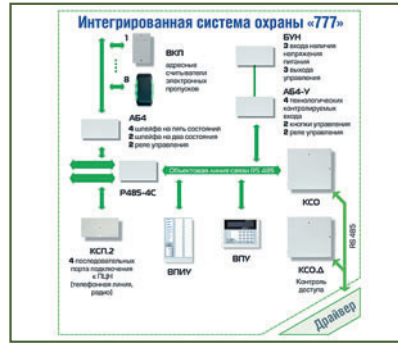 Интегрированная система охраны «777»
1
8
ВКП
адресные
считыватели
электронных
пропусков
БУН
3 входа наличия
напряжения
питания
3 выхода
управления
АБ4
4 шлейфа на пять состояний
2 шлейфа на два состояния
2 реле управления
АБ4-У
4 технологических
контролируемых
входа
2 кнопки управления
2 реле управления
Объектовая линия связи RS-485
Р485-4С
КСО
КСП.2
4 последовательных
порта подключения
к ПЦН
(телефонная линия,
радио)
ВПИУ
ВПУ
КСО.Д
Контроль
доступа
RS 485
Драйвер